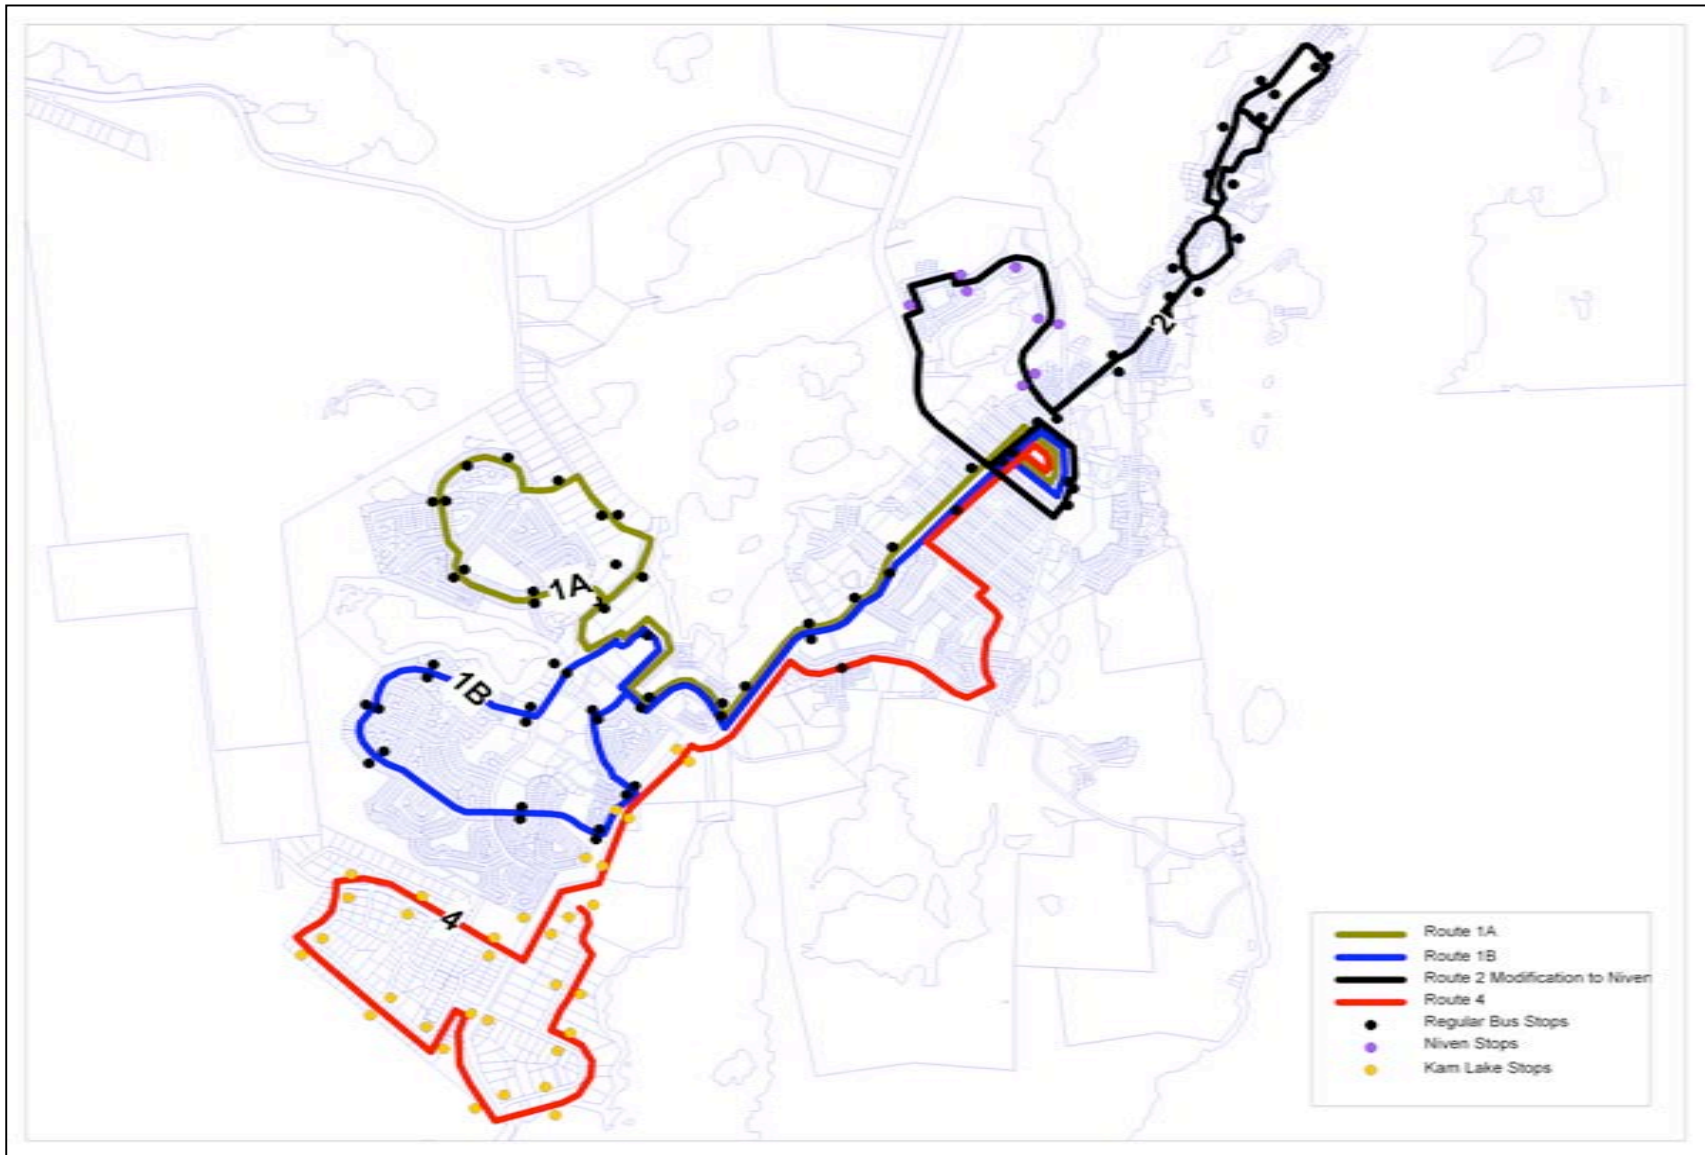 2
1A
1B
4
Route 1A
Route 1B
Route 2 Modification to Niven
Route 4
Regular Bus Stops
Niven Stops
Kam Lake Stops